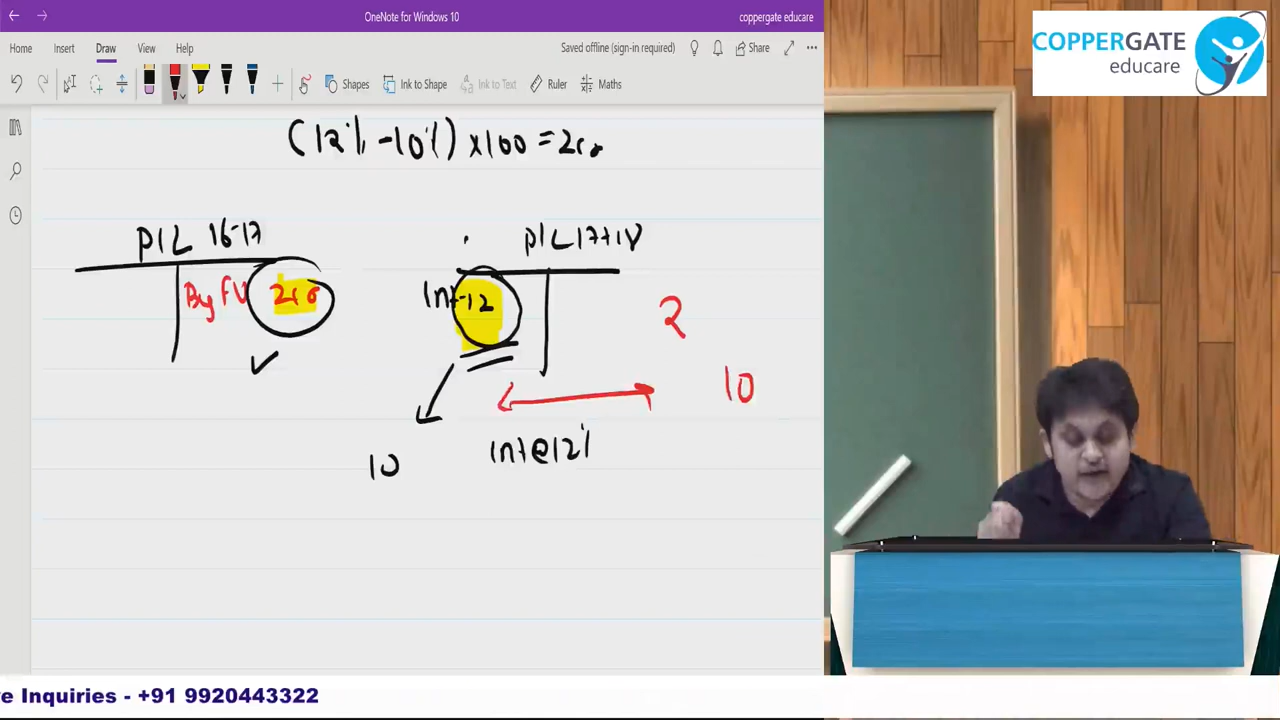 OneNote for Windows 10
coppergate educare
Home Insert Draw View Help
Saved offline (sign-in required) Share
Shapes Ink to Shape Ink to Text Ruler Maths
COPPERGATE
educare
(12% - 10%) x 100 = 2cr
P/L 16-17
P/L 17-18
By FV 2cr
Int-12
2
10
Int@12%
10
e Inquiries - +91 9920443322